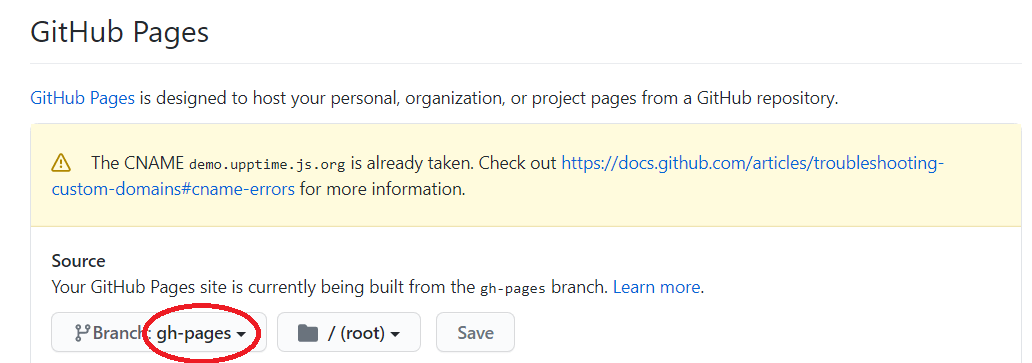 GitHub Pages
GitHub Pages is designed to host your personal, organization, or project pages from a GitHub repository.
The CNAME demo.upptime.js.org is already taken. Check out https://docs.github.com/articles/troubleshooting-
custom-domains#cname-errors for more information.
Source
Your GitHub Pages site is currently being built from the gh-pages branch. Learn more.
Branch: gh-pages / (root) Save